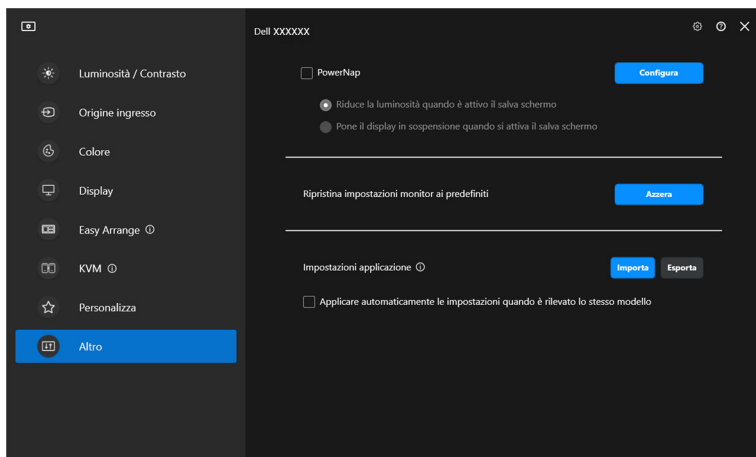 Dell XXXXXX
Luminosità / Contrasto
Origine ingresso
Colore
Display
Easy Arrange
KVM
Personalizza
Altro
PowerNap
Configura
Riduce la luminosità quando è attivo il salva schermo
Pone il display in sospensione quando si attiva il salva schermo
Ripristina impostazioni monitor ai predefiniti
Azzera
Impostazioni applicazione
Importa
Esporta
Applicare automaticamente le impostazioni quando è rilevato lo stesso modello